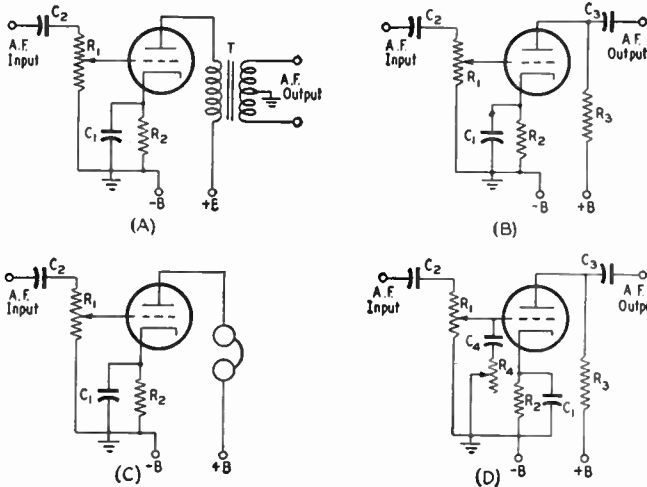 C₂
A.F. Input
R₁
C₁
R₂
T
A.F. Output
-B
+B
(A)
C₂
A.F. Input
R₁
C₁
R₂
C₃
A.F. Output
R₃
-B
+B
(B)
C₂
A.F. Input
R₁
C₁
R₂
-B
+B
(C)
C₂
A.F. Input
R₁
C₄
R₄
R₂
C₁
C₃
A.F. Output
R₃
-B
+B
(D)